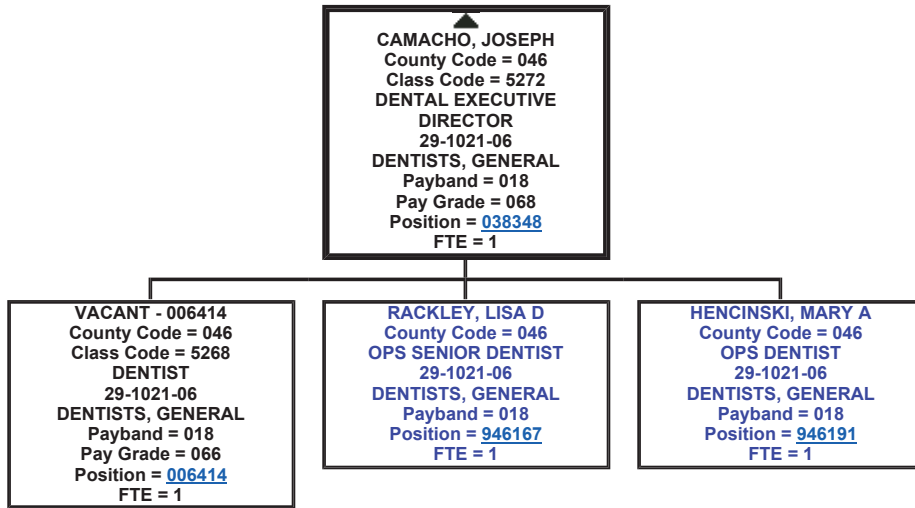 CAMACHO, JOSEPH
County Code = 046
Class Code = 5272
DENTAL EXECUTIVE
DIRECTOR
29-1021-06
DENTISTS, GENERAL
Payband = 018
Pay Grade = 068
Position = 038348
FTE = 1
VACANT - 006414
County Code = 046
Class Code = 5268
DENTIST
29-1021-06
DENTISTS, GENERAL
Payband = 018
Pay Grade = 066
Position = 006414
FTE = 1
RACKLEY, LISA D
County Code = 046
OPS SENIOR DENTIST
29-1021-06
DENTISTS, GENERAL
Payband = 018
Position = 946167
FTE = 1
HENCINSKI, MARY A
County Code = 046
OPS DENTIST
29-1021-06
DENTISTS, GENERAL
Payband = 018
Position = 946191
FTE = 1